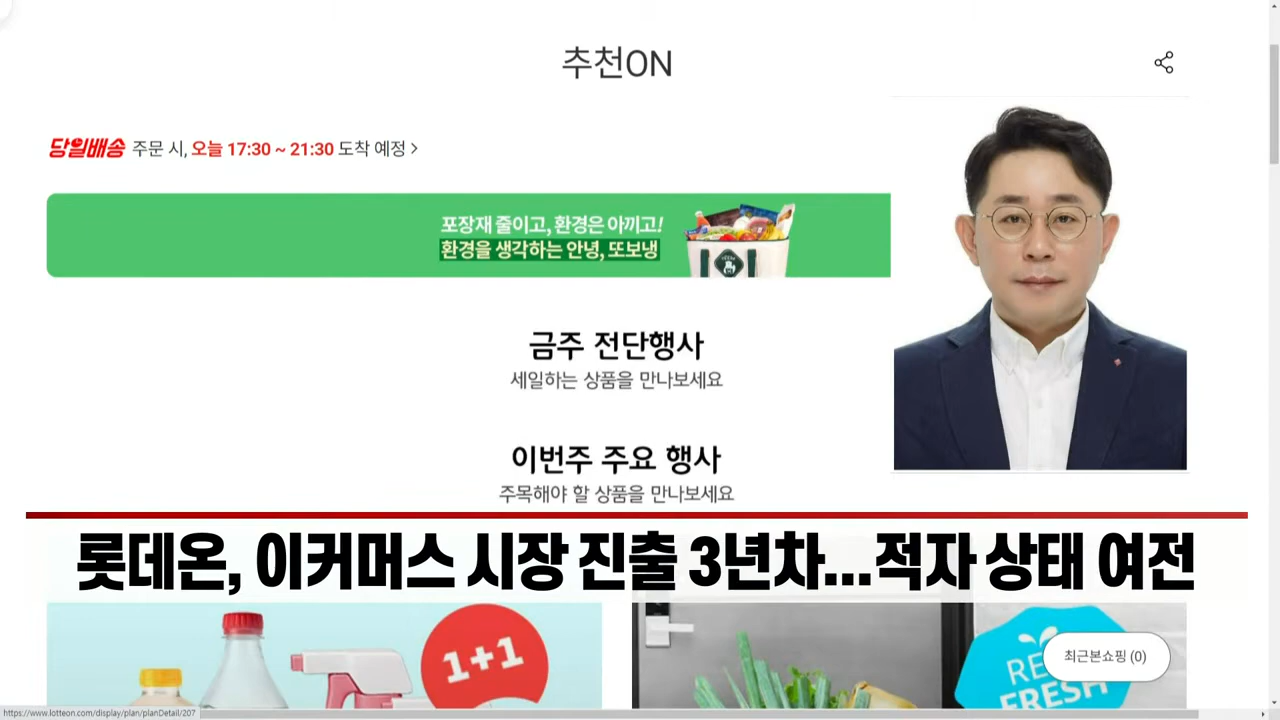 추천ON
당일배송 주문 시, 오늘 17:30 ~ 21:30 도착 예정 >
포장재 줄이고, 환경은 아끼고!
환경을 생각하는 안녕, 또보냉
금주 전단행사
세일하는 상품을 만나보세요
이번주 주요 행사
주목해야 할 상품을 만나보세요
롯데온, 이커머스 시장 진출 3년차...적자 상태 여전
1+1
RE
FRESH
최근본쇼핑 (0)
https://www.lotteon.com/display/plan/planDetail/207